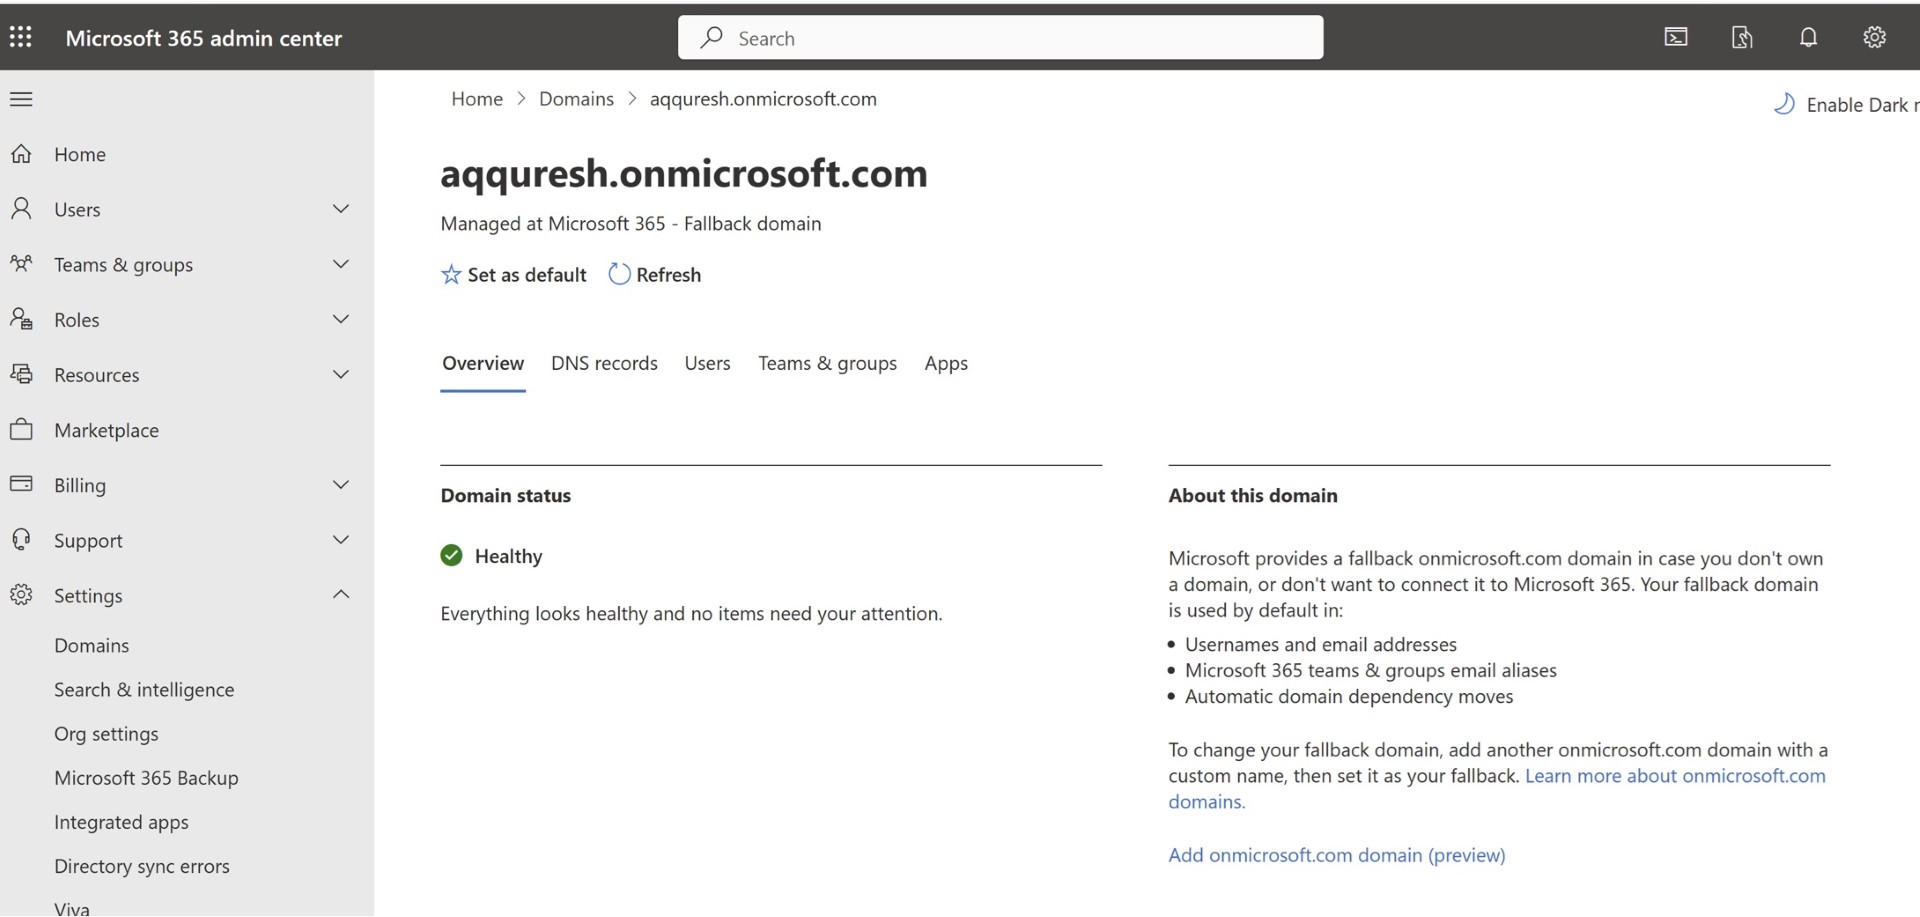 Microsoft 365 admin center
Search
Home > Domains > aqquresh.onmicrosoft.com
Enable Dark
Home
Users
Teams & groups
Roles
Resources
Marketplace
Billing
Support
Settings
Domains
Search & intelligence
Org settings
Microsoft 365 Backup
Integrated apps
Directory sync errors
Viva
aqquresh.onmicrosoft.com
Managed at Microsoft 365 - Fallback domain
Set as default Refresh
Overview DNS records Users Teams & groups Apps
Domain status
Healthy
Everything looks healthy and no items need your attention.
About this domain
Microsoft provides a fallback onmicrosoft.com domain in case you don't own
a domain, or don't want to connect it to Microsoft 365. Your fallback domain
is used by default in:
• Usernames and email addresses
• Microsoft 365 teams & groups email aliases
• Automatic domain dependency moves
To change your fallback domain, add another onmicrosoft.com domain with a
custom name, then set it as your fallback. Learn more about onmicrosoft.com
domains.
Add onmicrosoft.com domain (preview)